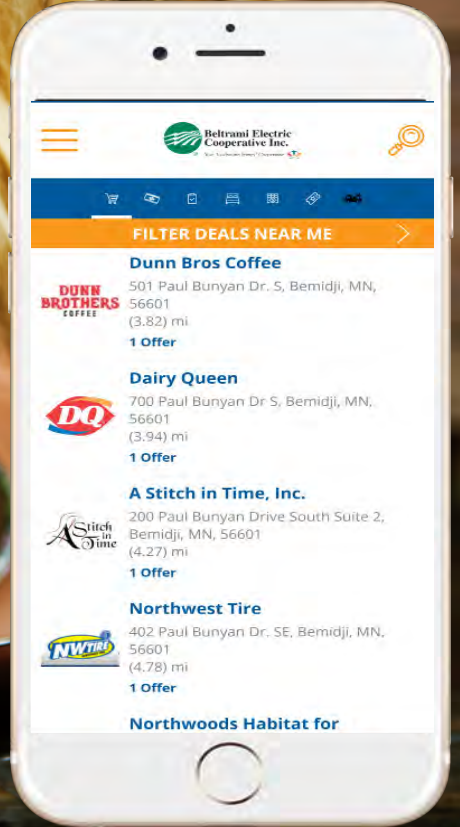 Beltrami Electric
Cooperative Inc.
FILTER DEALS NEAR ME
DUNN
BROTHERS
COFFEE
Dunn Bros Coffee
501 Paul Bunyan Dr. S, Bemidji, MN,
56601
(3.82) mi
1 Offer
DQ
Dairy Queen
700 Paul Bunyan Dr S, Bemidji, MN,
56601
(3.94) mi
1 Offer
A Stitch
in
Time
A Stitch in Time, Inc.
200 Paul Bunyan Drive South Suite 2,
Bemidji, MN, 56601
(4.27) mi
1 Offer
NWTIRE
Northwest Tire
402 Paul Bunyan Dr. SE, Bemidji, MN,
56601
(4.78) mi
1 Offer
Northwoods Habitat for